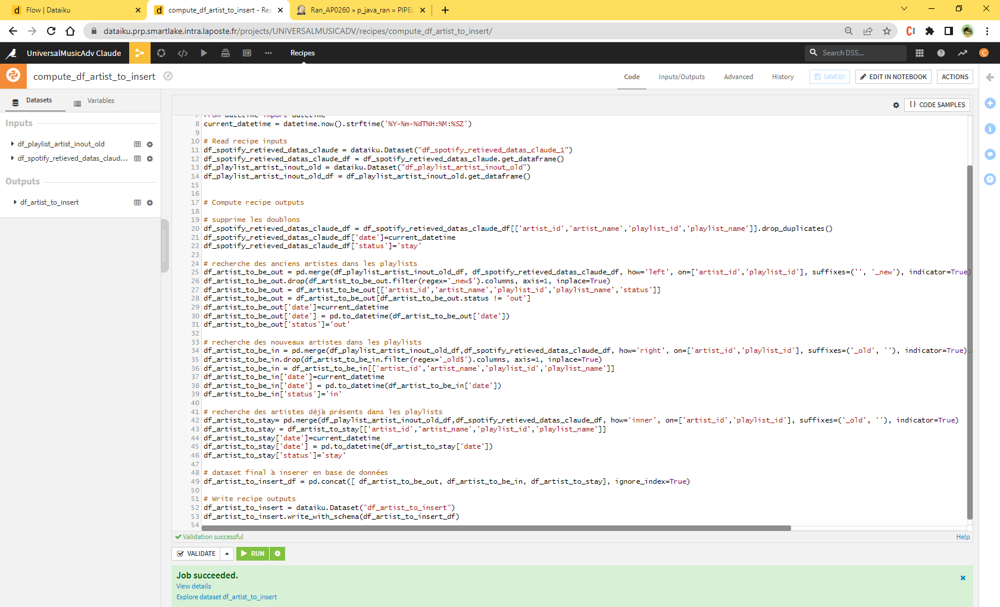 Flow | Dataiku
compute_df_artist_to_insert - Rec
Ran_AP0260 » p_java_ran » PIPEL
dataiku.prp.smartlake.intra.laposte.fr/projects/UNIVERSALMUSICADV/recipes/compute_df_artist_to_insert/
UniversalMusicAdv Claude
Recipes
Search DSS...
C
compute_df_artist_to_insert
Code
Inputs/Outputs
Advanced
History
SAVED!
EDIT IN NOTEBOOK
ACTIONS
Datasets
Variables
Inputs
df_playlist_artist_inout_old
df_spotify_retieved_datas_claud...
Outputs
df_artist_to_insert
{} CODE SAMPLES
7 from datetime import datetime
8 current_datetime = datetime.now().strftime('%Y-%m-%dT%H:%M:%SZ')
9
10 # Read recipe inputs
11 df_spotify_retieved_datas_claude = dataiku.Dataset("df_spotify_retieved_datas_claude_1")
12 df_spotify_retieved_datas_claude_df = df_spotify_retieved_datas_claude.get_dataframe()
13 df_playlist_artist_inout_old = dataiku.Dataset("df_playlist_artist_inout_old")
14 df_playlist_artist_inout_old_df = df_playlist_artist_inout_old.get_dataframe()
15
16
17 # Compute recipe outputs
18
19 # supprime les doublons
20 df_spotify_retieved_datas_claude_df = df_spotify_retieved_datas_claude_df[['artist_id','artist_name','playlist_id','playlist_name']].drop_duplicates()
21 df_spotify_retieved_datas_claude_df['date']=current_datetime
22 df_spotify_retieved_datas_claude_df['status']='stay'
23
24 # recherche des anciens artistes dans les playlists
25 df_artist_to_be_out = pd.merge(df_playlist_artist_inout_old_df, df_spotify_retieved_datas_claude_df, how='left', on=['artist_id','playlist_id'], suffixes=('', '_new'), indicator=True)
26 df_artist_to_be_out.drop(df_artist_to_be_out.filter(regex='_new$').columns, axis=1, inplace=True)
27 df_artist_to_be_out = df_artist_to_be_out[['artist_id','artist_name','playlist_id','playlist_name','status']]
28 df_artist_to_be_out = df_artist_to_be_out[df_artist_to_be_out.status != 'out']
29 df_artist_to_be_out['date']=current_datetime
30 df_artist_to_be_out['date'] = pd.to_datetime(df_artist_to_be_out['date'])
31 df_artist_to_be_out['status']='out'
32
33 # recherche des nouveaux artistes dans les playlists
34 df_artist_to_be_in = pd.merge(df_playlist_artist_inout_old_df,df_spotify_retieved_datas_claude_df, how='right', on=['artist_id','playlist_id'], suffixes=('_old', ''), indicator=True).
35 df_artist_to_be_in.drop(df_artist_to_be_in.filter(regex='_old$').columns, axis=1, inplace=True)
36 df_artist_to_be_in = df_artist_to_be_in[['artist_id','artist_name','playlist_id','playlist_name']]
37 df_artist_to_be_in['date']=current_datetime
38 df_artist_to_be_in['date'] = pd.to_datetime(df_artist_to_be_in['date'])
39 df_artist_to_be_in['status']='in'
40
41 # recherche des artistes déjà présents dans les playlists
42 df_artist_to_stay= pd.merge(df_playlist_artist_inout_old_df,df_spotify_retieved_datas_claude_df, how='inner', on=['artist_id','playlist_id'], suffixes=('_old', ''), indicator=True)
43 df_artist_to_stay = df_artist_to_stay[['artist_id','artist_name','playlist_id','playlist_name']]
44 df_artist_to_stay['date']=current_datetime
45 df_artist_to_stay['date'] = pd.to_datetime(df_artist_to_stay['date'])
46 df_artist_to_stay['status']='stay'
47
48 # dataset final à inserer en base de données
49 df_artist_to_insert_df = pd.concat([ df_artist_to_be_out, df_artist_to_be_in, df_artist_to_stay], ignore_index=True)
50
51 # Write recipe outputs
52 df_artist_to_insert = dataiku.Dataset("df_artist_to_insert")
53 df_artist_to_insert.write_with_schema(df_artist_to_insert_df)
54
Validation successful
Help
VALIDATE
RUN
Job succeeded.
View details
Explore dataset df_artist_to_insert